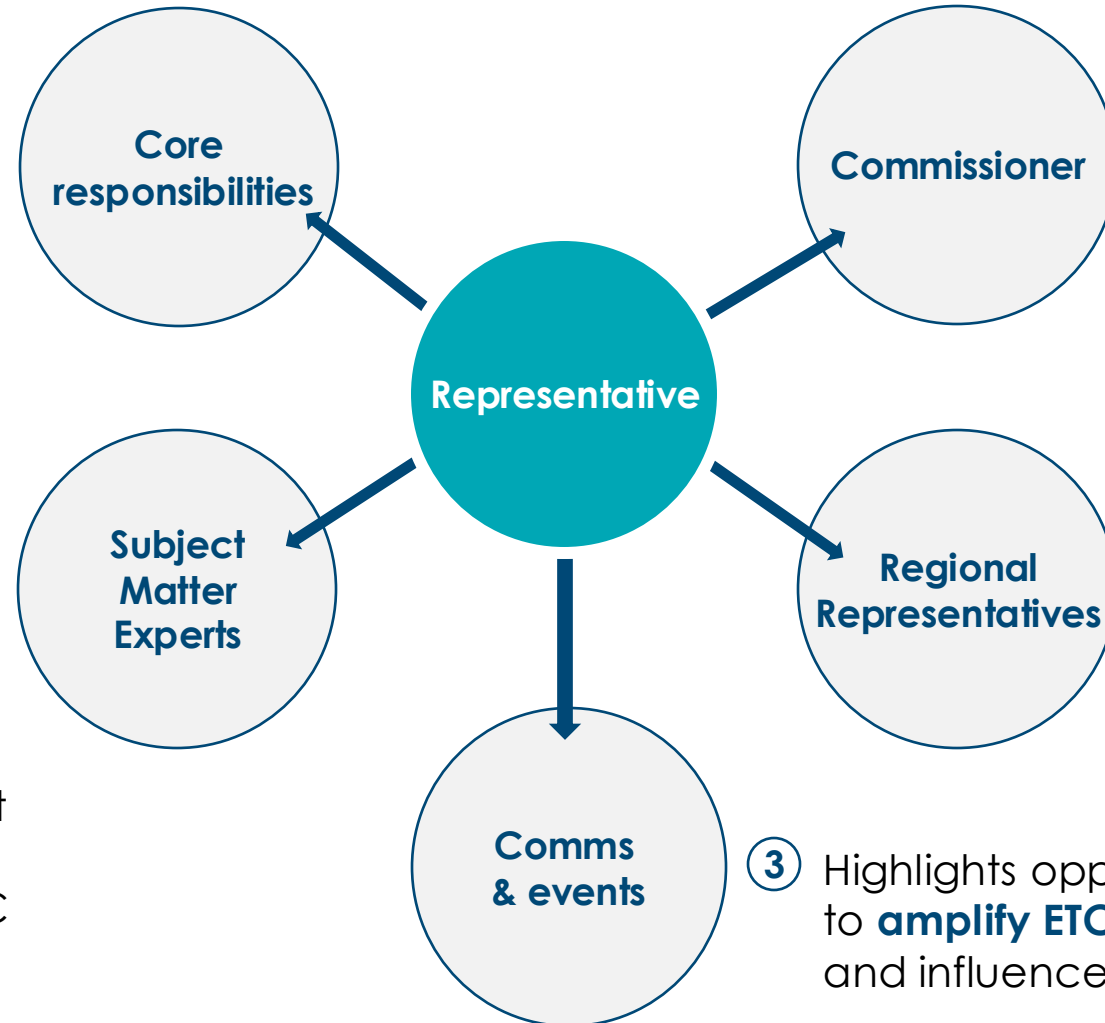 Core
responsibilities
Commissioner
Representative
Subject
Matter
Experts
Regional
Representatives
Comms
& events
3 Highlights opp
to amplify ETC
and influence